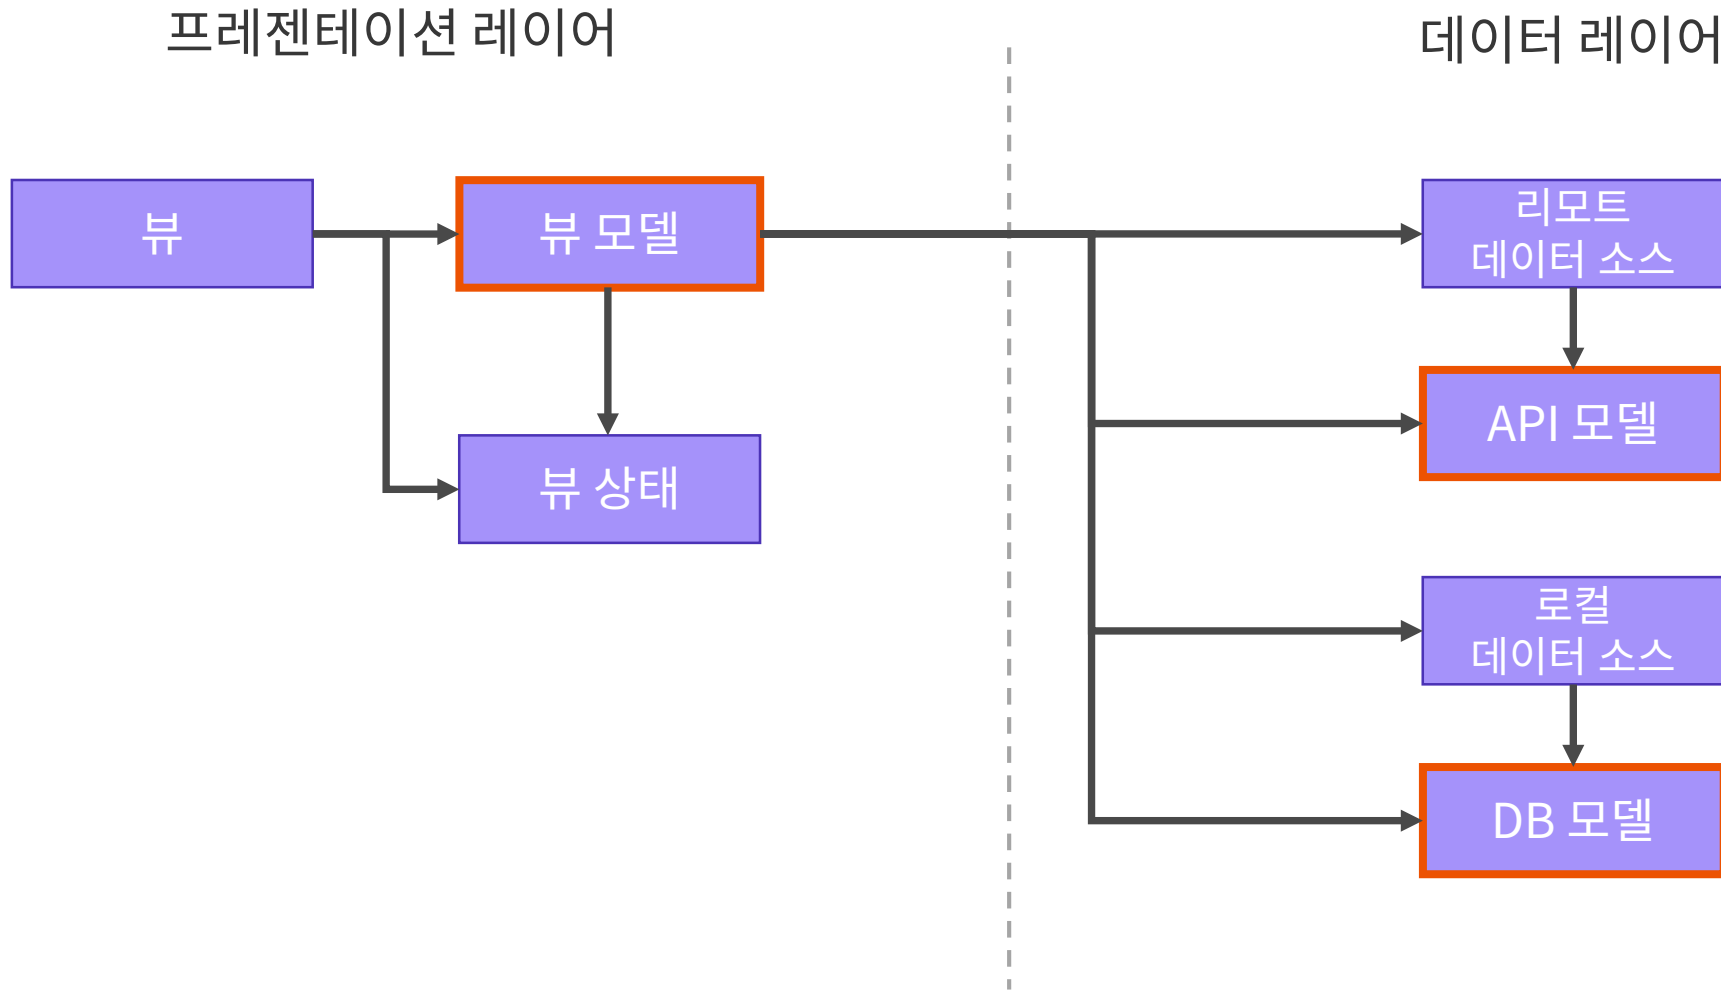 프레젠테이션 레이어
데이터 레이어
뷰
뷰 모델
리모트
데이터 소스
API 모델
뷰 상태
로컬
데이터 소스
DB 모델